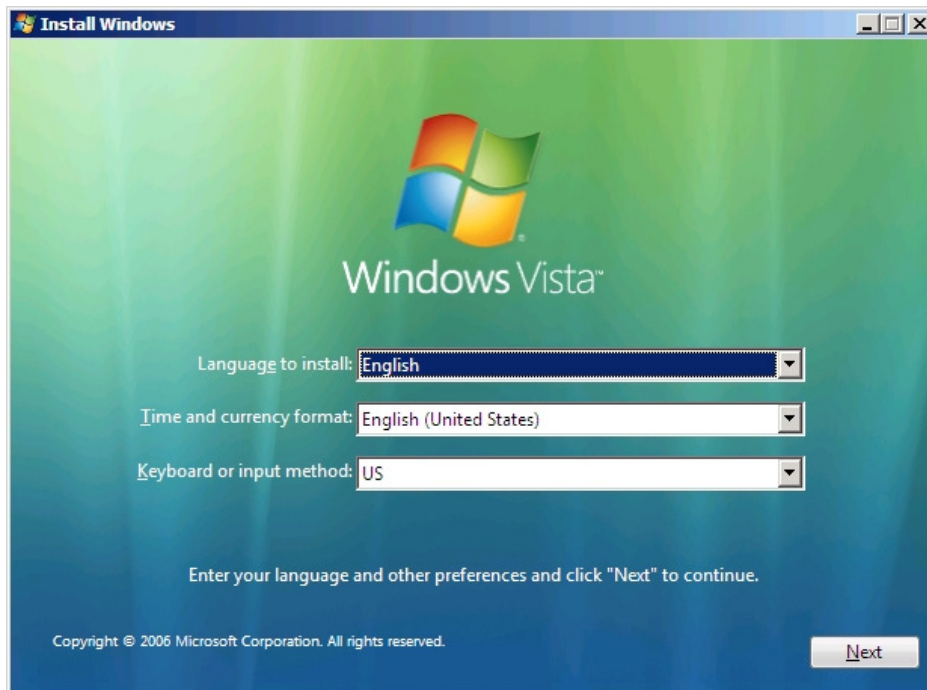 Install Windows
Windows Vista™
Language to install: English
Time and currency format: English (United States)
Keyboard or input method: US
Enter your language and other preferences and click "Next" to continue.
Copyright © 2006 Microsoft Corporation. All rights reserved.
Next